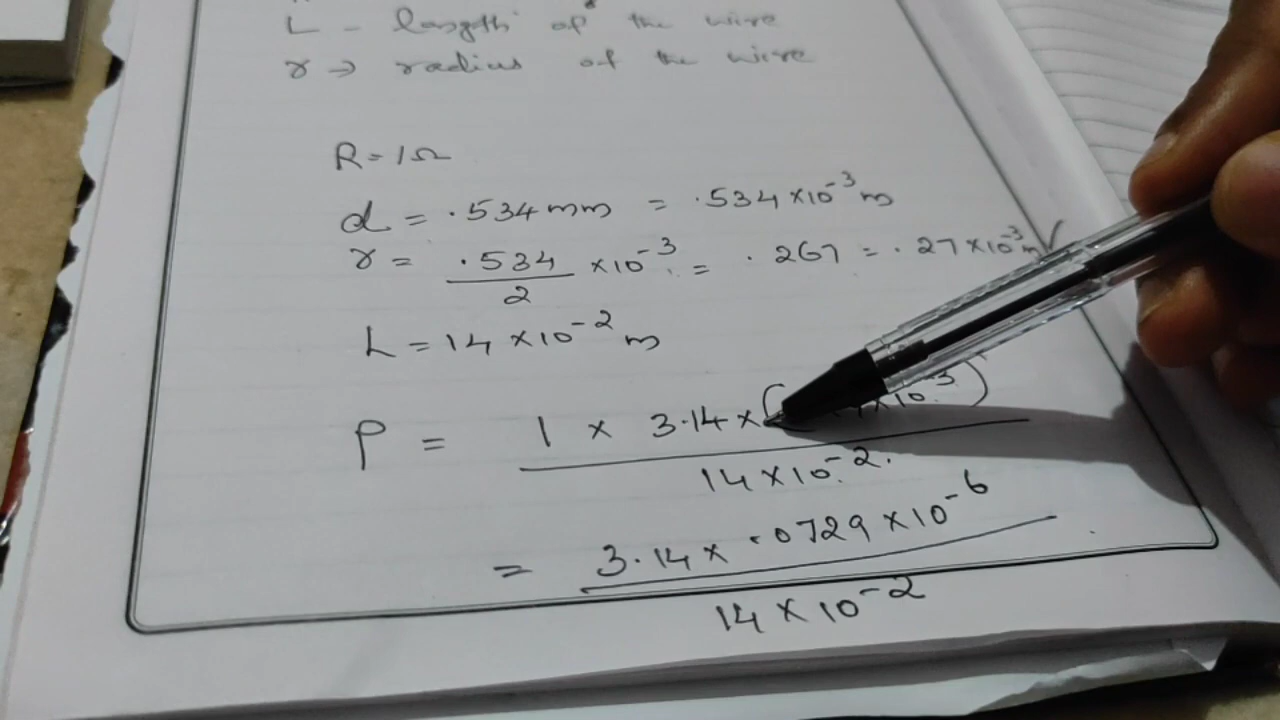 L - length of the wire
r → radius of the wire
R = 1Ω
d = .534 mm = .534 × 10⁻³ m
r = .534/2 × 10⁻³ = .267 = .27 × 10⁻³ m ✓
L = 14 × 10⁻² m
ρ = 1 × 3.14 × ( × 10⁻³) / 14 × 10⁻²
= 3.14 × .0729 × 10⁻⁶ / 14 × 10⁻²